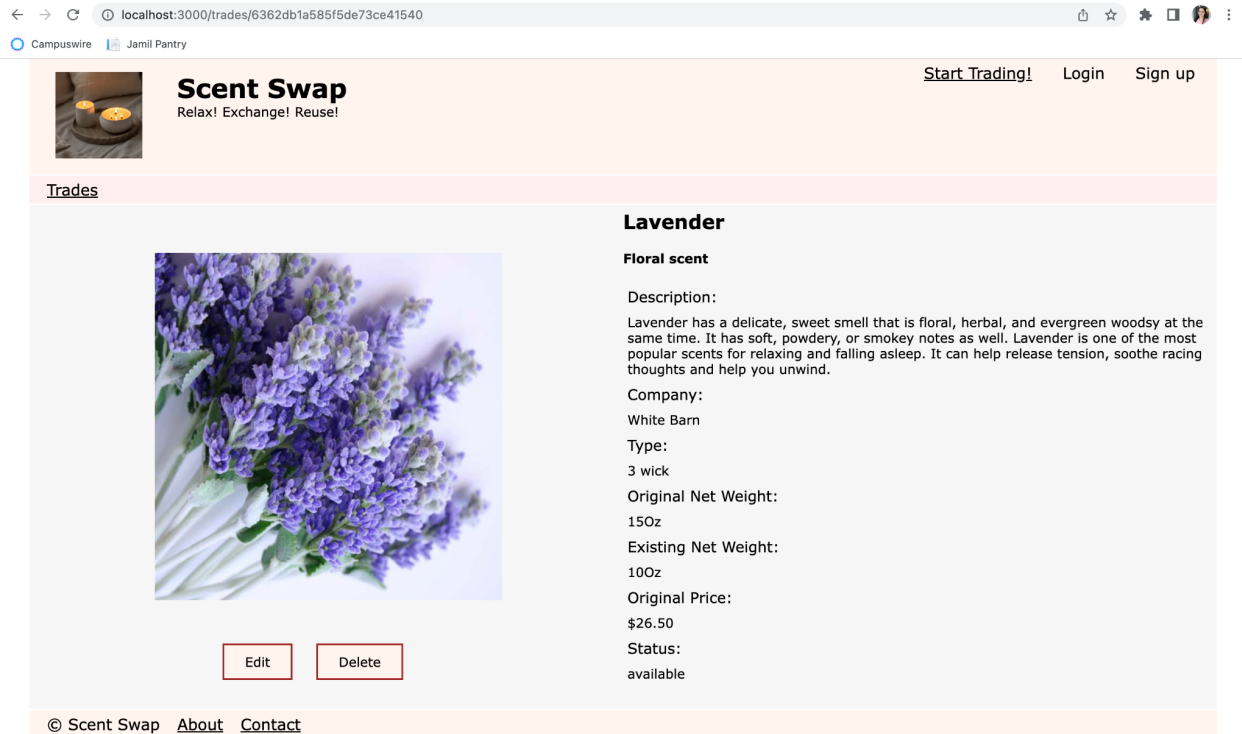 localhost:3000/trades/6362db1a585f5de73ce41540
Campuswire Jamil Pantry
Scent Swap
Relax! Exchange! Reuse!
Start Trading! Login Sign up
Trades
Lavender
Floral scent
Description:
Lavender has a delicate, sweet smell that is floral, herbal, and evergreen woodsy at the
same time. It has soft, powdery, or smokey notes as well. Lavender is one of the most
popular scents for relaxing and falling asleep. It can help release tension, soothe racing
thoughts and help you unwind.
Company:
White Barn
Type:
3 wick
Original Net Weight:
15Oz
Existing Net Weight:
10Oz
Original Price:
$26.50
Status:
available
Edit Delete
© Scent Swap About Contact